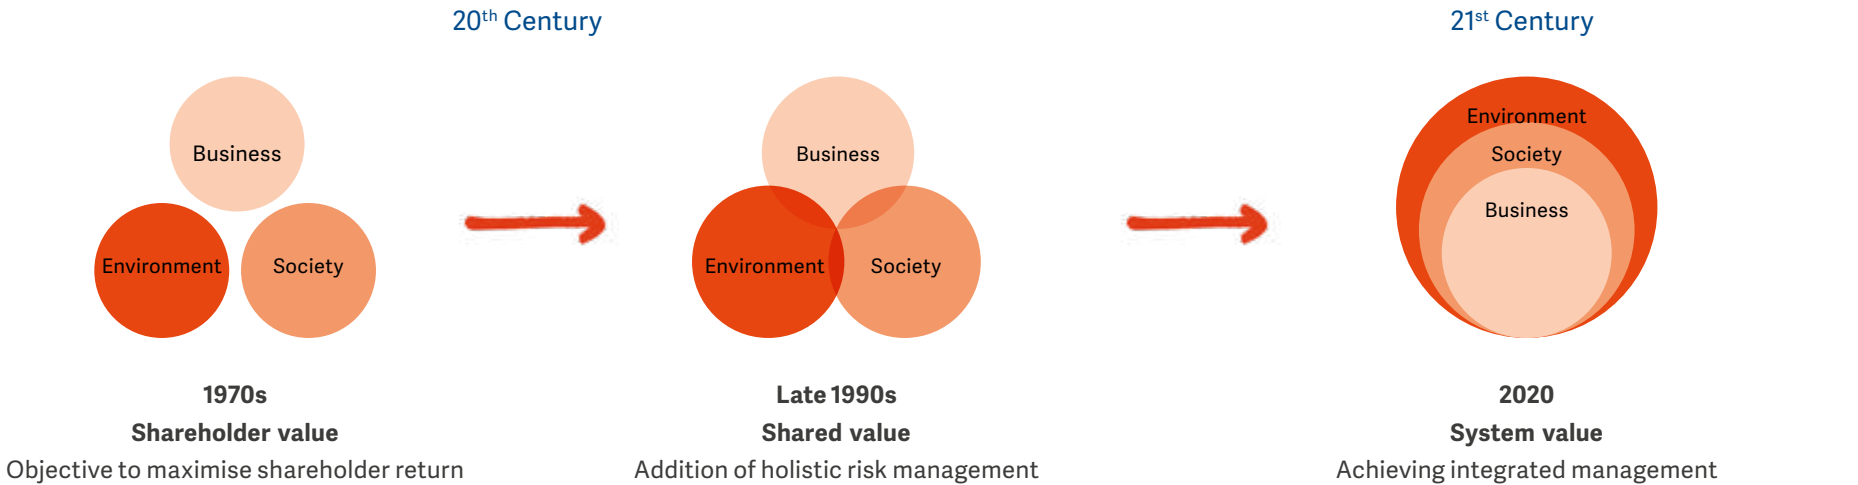 20th Century
21st Century
Business
Environment
Society
Business
Environment
Society
Environment
Society
Business
1970s
Shareholder value
Objective to maximise shareholder return
Late 1990s
Shared value
Addition of holistic risk management
2020
System value
Achieving integrated management